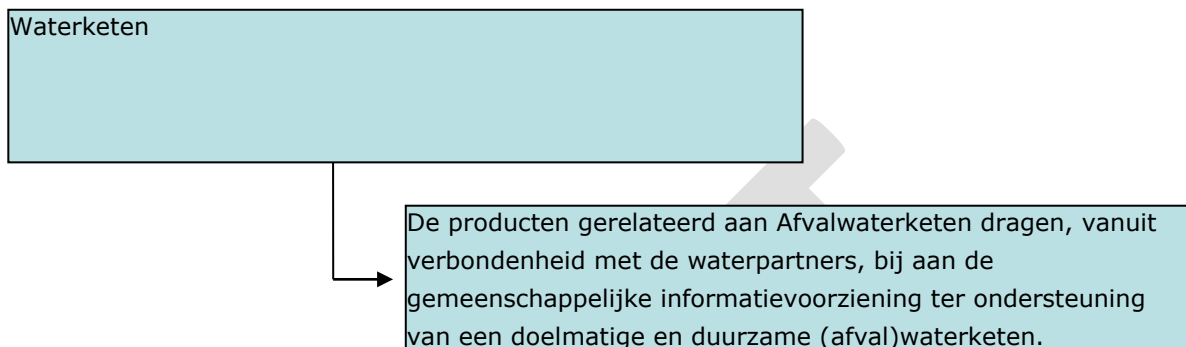 Waterketen
De producten gerelateerd aan Afvalwaterketen dragen, vanuit
verbondenheid met de waterpartners, bij aan de
gemeenschappelijke informatievoorziening ter ondersteuning
van een doelmatige en duurzame (afval)waterketen.